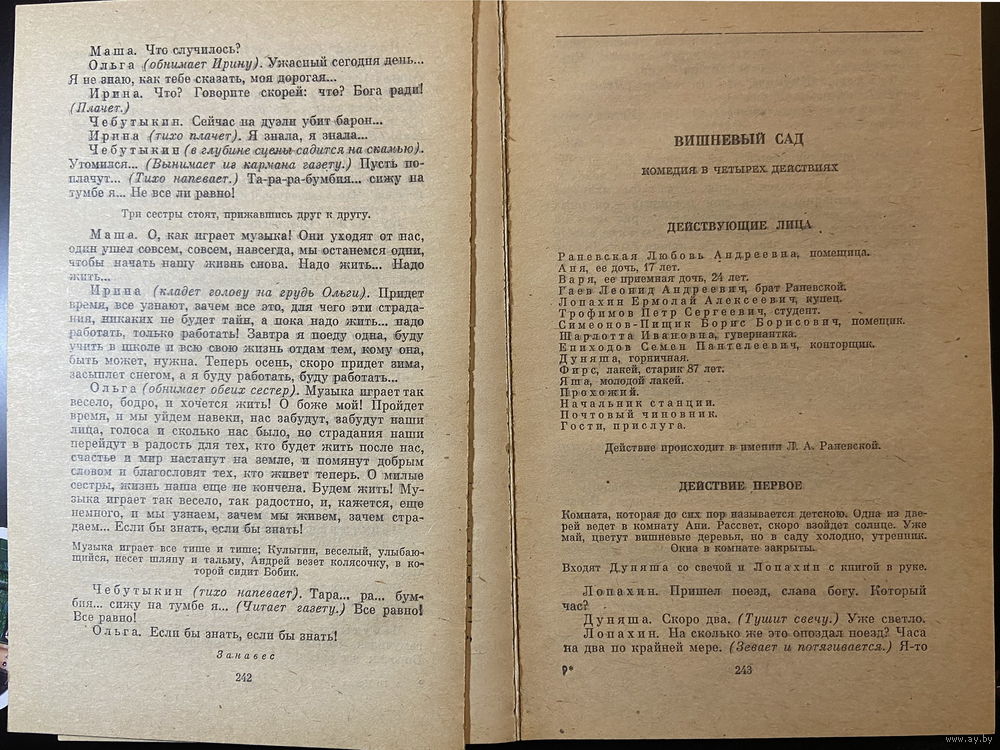 Маша. Что случилось?
Ольга (обнимает Ирину). Ужасный сегодня день...
Я не знаю, как тебе сказать, моя дорогая...
Ирина. Что? Говорите скорей: что? Бога ради!
(Плачет.)
Чебутыкин. Сейчас на дуэли убит барон...
Ирина (тихо плачет). Я знала, я знала...
Чебутыкин (в глубине сцены садится на скамью).
Утомился... (Вынимает из кармана газету.) Пусть по-
плачут... (Тихо напевает.) Та-ра-ра-бумбия... сижу на
тумбе я... Не все ли равно!
Три сестры стоят, прижавшись друг к другу.
Маша. О, как играет музыка! Они уходят от нас,
один ушел совсем, совсем, навсегда, мы останемся одни,
чтобы начать нашу жизнь снова. Надо жить... Надо
жить...
Ирина (кладет голову на грудь Ольги). Придет
время, все узнают, зачем все это, для чего эти страда-
ния, никаких не будет тайн, а пока надо жить... надо
работать, только работать! Завтра я поеду одна, буду
учить в школе и всю свою жизнь отдам тем, кому она,
быть может, нужна. Теперь осень, скоро придет зима,
засыплет снегом, а я буду работать, буду работать...
Ольга (обнимает обеих сестер). Музыка играет так
весело, бодро, и хочется жить! О боже мой! Пройдет
время, и мы уйдем навеки, нас забудут, забудут наши
лица, голоса и сколько нас было, но страдания наши
перейдут в радость для тех, кто будет жить после нас,
счастье и мир настанут на земле, и помянут добрым
словом и благословят тех, кто живет теперь. О милые
сестры, жизнь наша еще не кончена. Будем жить! Му-
зыка играет так весело, так радостно, и, кажется, еще
немного, и мы узнаем, зачем мы живем, зачем стра-
даем... Если бы знать, если бы знать!
Музыка играет все тише и тише; Кулыгин, веселый, улыбаю-
щийся, несет шляпу и тальму, Андрей везет колясочку, в ко-
торой сидит Бобик.
Чебутыкин (тихо напевает). Тара... ра... бум-
бия... сижу на тумбе я... (Читает газету.) Все равно!
Все равно!
Ольга. Если бы знать, если бы знать!
Занавес
242
ВИШНЕВЫЙ САД
КОМЕДИЯ В ЧЕТЫРЕХ ДЕЙСТВИЯХ
ДЕЙСТВУЮЩИЕ ЛИЦА
Раневская Любовь Андреевна, помещица.
Аня, ее дочь, 17 лет.
Варя, ее приемная дочь, 24 лет.
Гаев Леонид Андреевич, брат Раневской.
Лопахин Ермолай Алексеевич, купец.
Трофимов Петр Сергеевич, студент.
Симеонов-Пищик Борис Борисович, помещик.
Шарлотта Ивановна, гувернантка.
Епиходов Семен Пантелеевич, конторщик.
Дуняша, горничная.
Фирс, лакей, старик 87 лет.
Яша, молодой лакей.
Прохожий.
Начальник станции.
Почтовый чиновник.
Гости, прислуга.
Действие происходит в имении Л. А. Раневской.
ДЕЙСТВИЕ ПЕРВОЕ
Комната, которая до сих пор называется детскою. Одна из две-
рей ведет в комнату Ани. Рассвет, скоро взойдет солнце. Уже
май, цветут вишневые деревья, но в саду холодно, утренник.
Окна в комнате закрыты.
Входят Дуняша со свечой и Лопахин с книгой в руке.
Лопахин. Пришел поезд, слава богу. Который
час?
Дуняша. Скоро два. (Тушит свечу.) Уже светло.
Лопахин. На сколько же это опоздал поезд? Часа
на два по крайней мере. (Зевает и потягивается.) Я-то
9*
243
www.ay.by